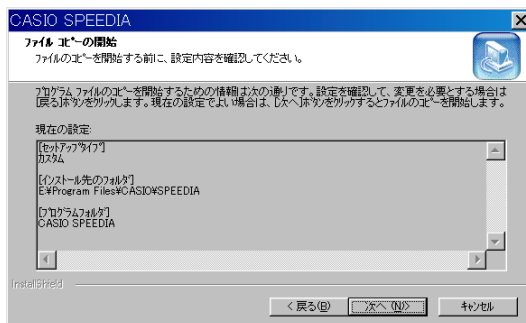 CASIO SPEEDIA
ファイル コピーの開始
ファイルのコピーを開始する前に、設定内容を確認してください。
プログラム ファイルのコピーを開始するための情報は次の通りです。設定を確認して、変更を必要とする場合は
[戻る]ボタンをクリックします。現在の設定でよい場合は、[次へ]ボタンをクリックするとファイルのコピーを開始します。
現在の設定:
[セットアップタイプ]
カスタム
[インストール先のフォルダ]
E:¥Program Files¥CASIO¥SPEEDIA
[プログラムフォルダ]
CASIO SPEEDIA
InstallShield
< 戻る(B)
次へ (N)>
キャンセル